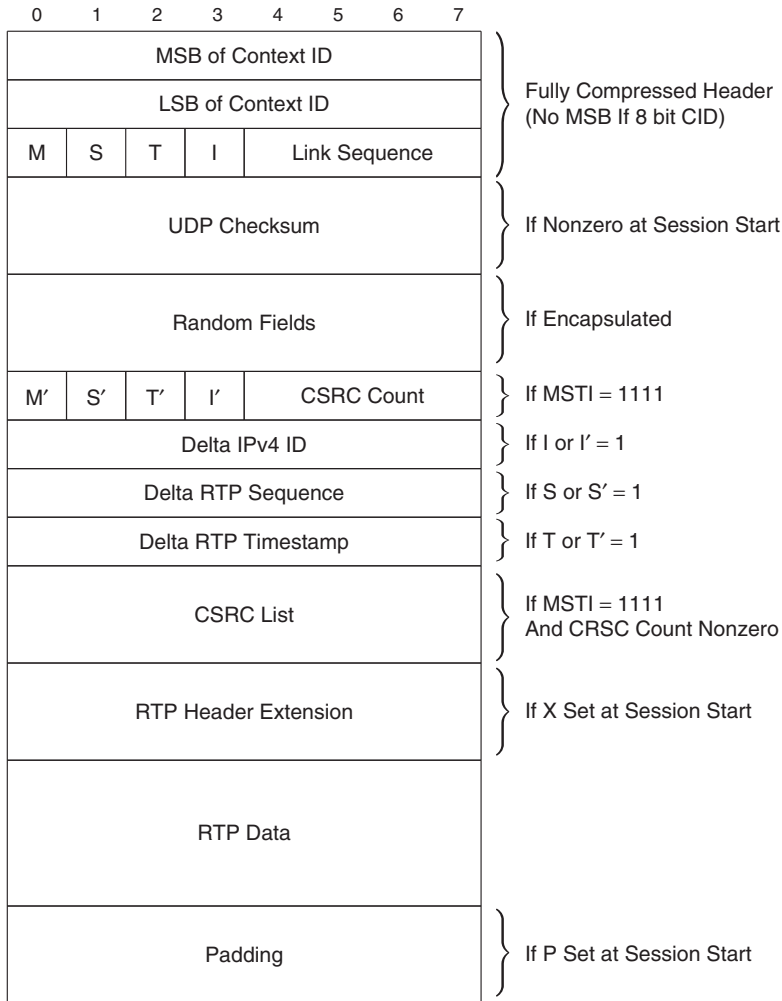 0 1 2 3 4 5 6 7
MSB of Context ID
LSB of Context ID
Fully Compressed Header
(No MSB If 8 bit CID)
M S T I Link Sequence
UDP Checksum
If Nonzero at Session Start
Random Fields
If Encapsulated
M′ S′ T′ I′ CSRC Count
If MSTI = 1111
Delta IPv4 ID
If I or I′ = 1
Delta RTP Sequence
If S or S′ = 1
Delta RTP Timestamp
If T or T′ = 1
CSRC List
If MSTI = 1111
And CRSC Count Nonzero
RTP Header Extension
If X Set at Session Start
RTP Data
Padding
If P Set at Session Start